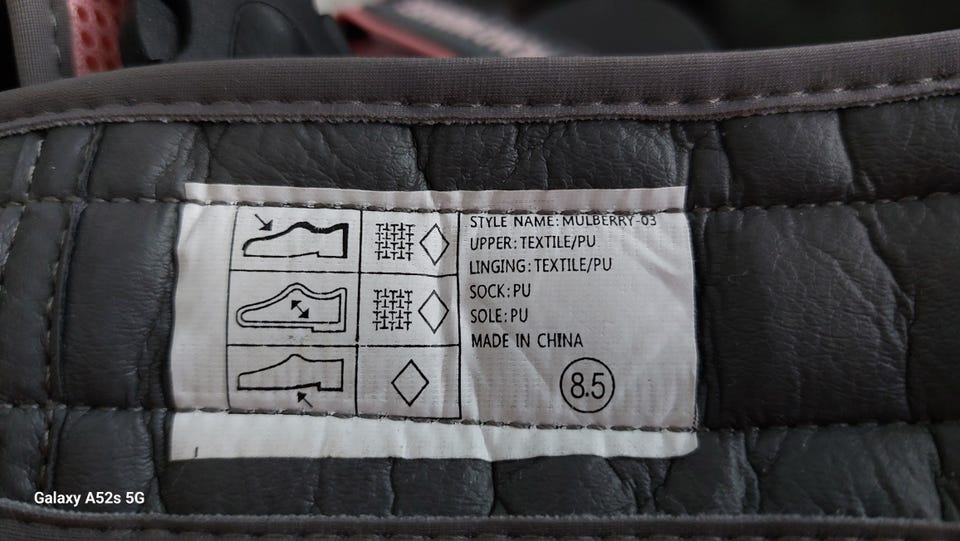 STYLE NAME: MULBERRY-03
UPPER: TEXTILE/PU
LINGING: TEXTILE/PU
SOCK: PU
SOLE: PU
MADE IN CHINA
8.5
Galaxy A52s 5G